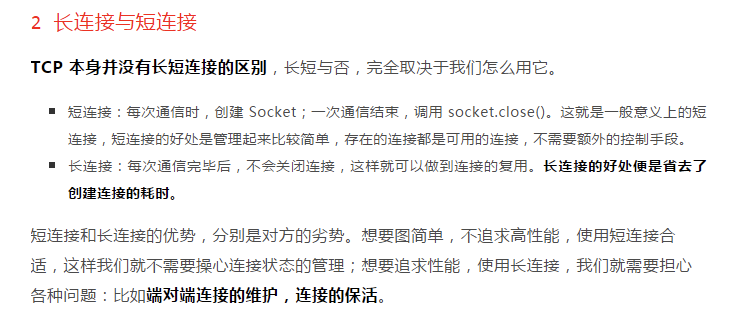 2 长连接与短连接
TCP 本身并没有长短连接的区别，长短与否，完全取决于我们怎么用它。
短连接：每次通信时，创建 Socket；一次通信结束，调用 socket.close()。这就是一般意义上的短
连接，短连接的好处是管理起来比较简单，存在的连接都是可用的连接，不需要额外的控制手段。
长连接：每次通信完毕后，不会关闭连接，这样就可以做到连接的复用。长连接的好处便是省去了
创建连接的耗时。
短连接和长连接的优势，分别是对方的劣势。想要图简单，不追求高性能，使用短连接合
适，这样我们就不需要操心连接状态的管理；想要追求性能，使用长连接，我们就需要担心
各种问题：比如端对端连接的维护，连接的保活。